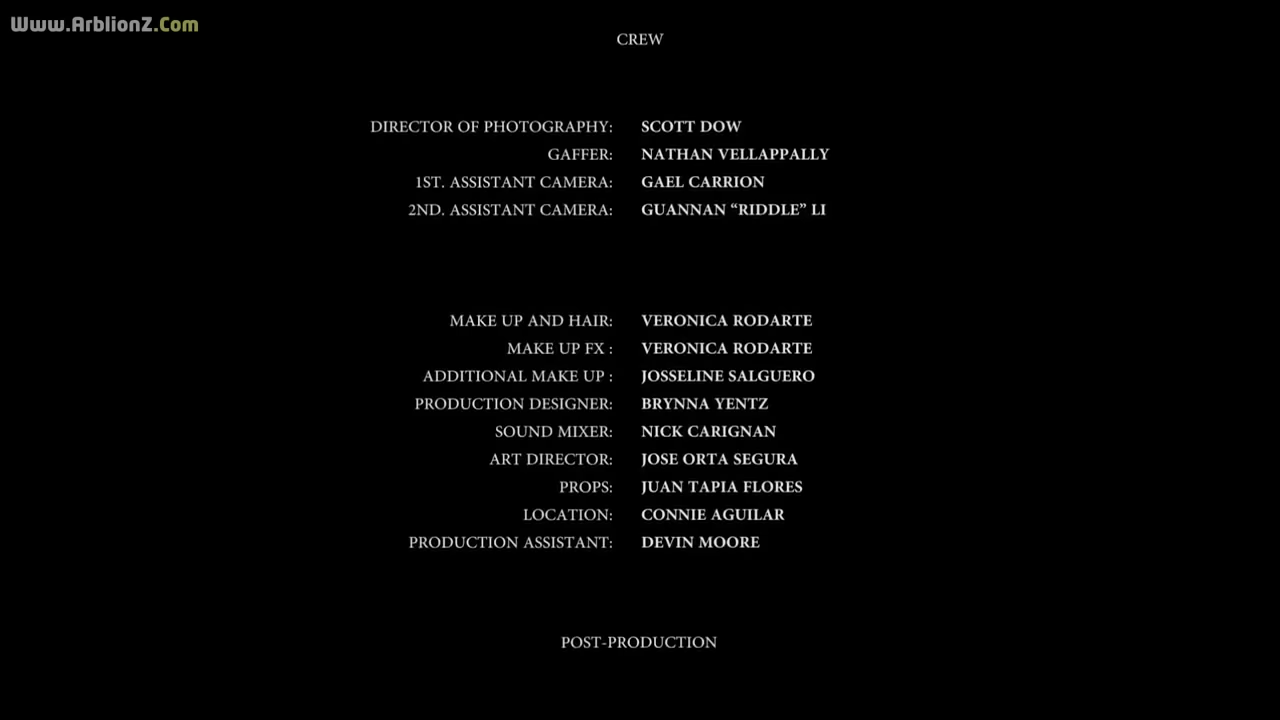 Www.ArblionZ.Com
CREW
DIRECTOR OF PHOTOGRAPHY: SCOTT DOW
GAFFER: NATHAN VELLAPPALLY
1ST. ASSISTANT CAMERA: GAEL CARRION
2ND. ASSISTANT CAMERA: GUANNAN “RIDDLE” LI
MAKE UP AND HAIR: VERONICA RODARTE
MAKE UP FX : VERONICA RODARTE
ADDITIONAL MAKE UP : JOSSELINE SALGUERO
PRODUCTION DESIGNER: BRYNNA YENTZ
SOUND MIXER: NICK CARIGNAN
ART DIRECTOR: JOSE ORTA SEGURA
PROPS: JUAN TAPIA FLORES
LOCATION: CONNIE AGUILAR
PRODUCTION ASSISTANT: DEVIN MOORE
POST-PRODUCTION